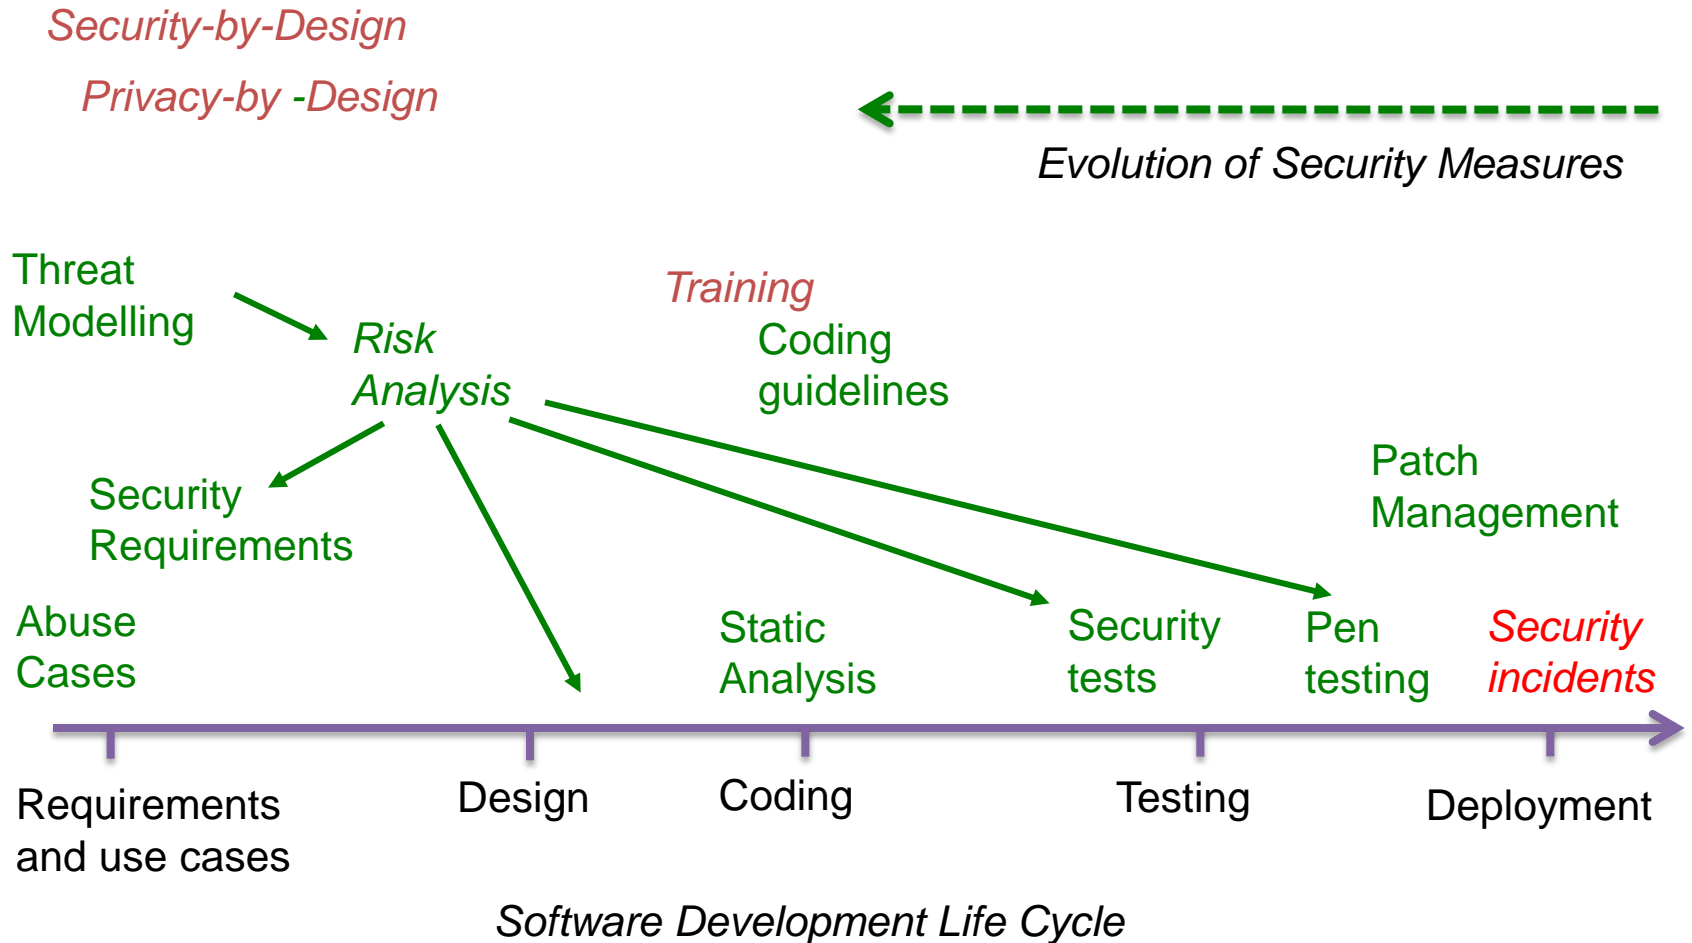 Security-by-Design
Privacy-by -Design
Evolution of Security Measures
Threat
Modelling
Training
Risk
Analysis
Coding
guidelines
Patch
Management
Security
Requirements
Abuse
Cases
Static
Analysis
Security
tests
Pen
testing
Security
incidents
Requirements
and use cases
Design
Coding
Testing
Deployment
Software Development Life Cycle